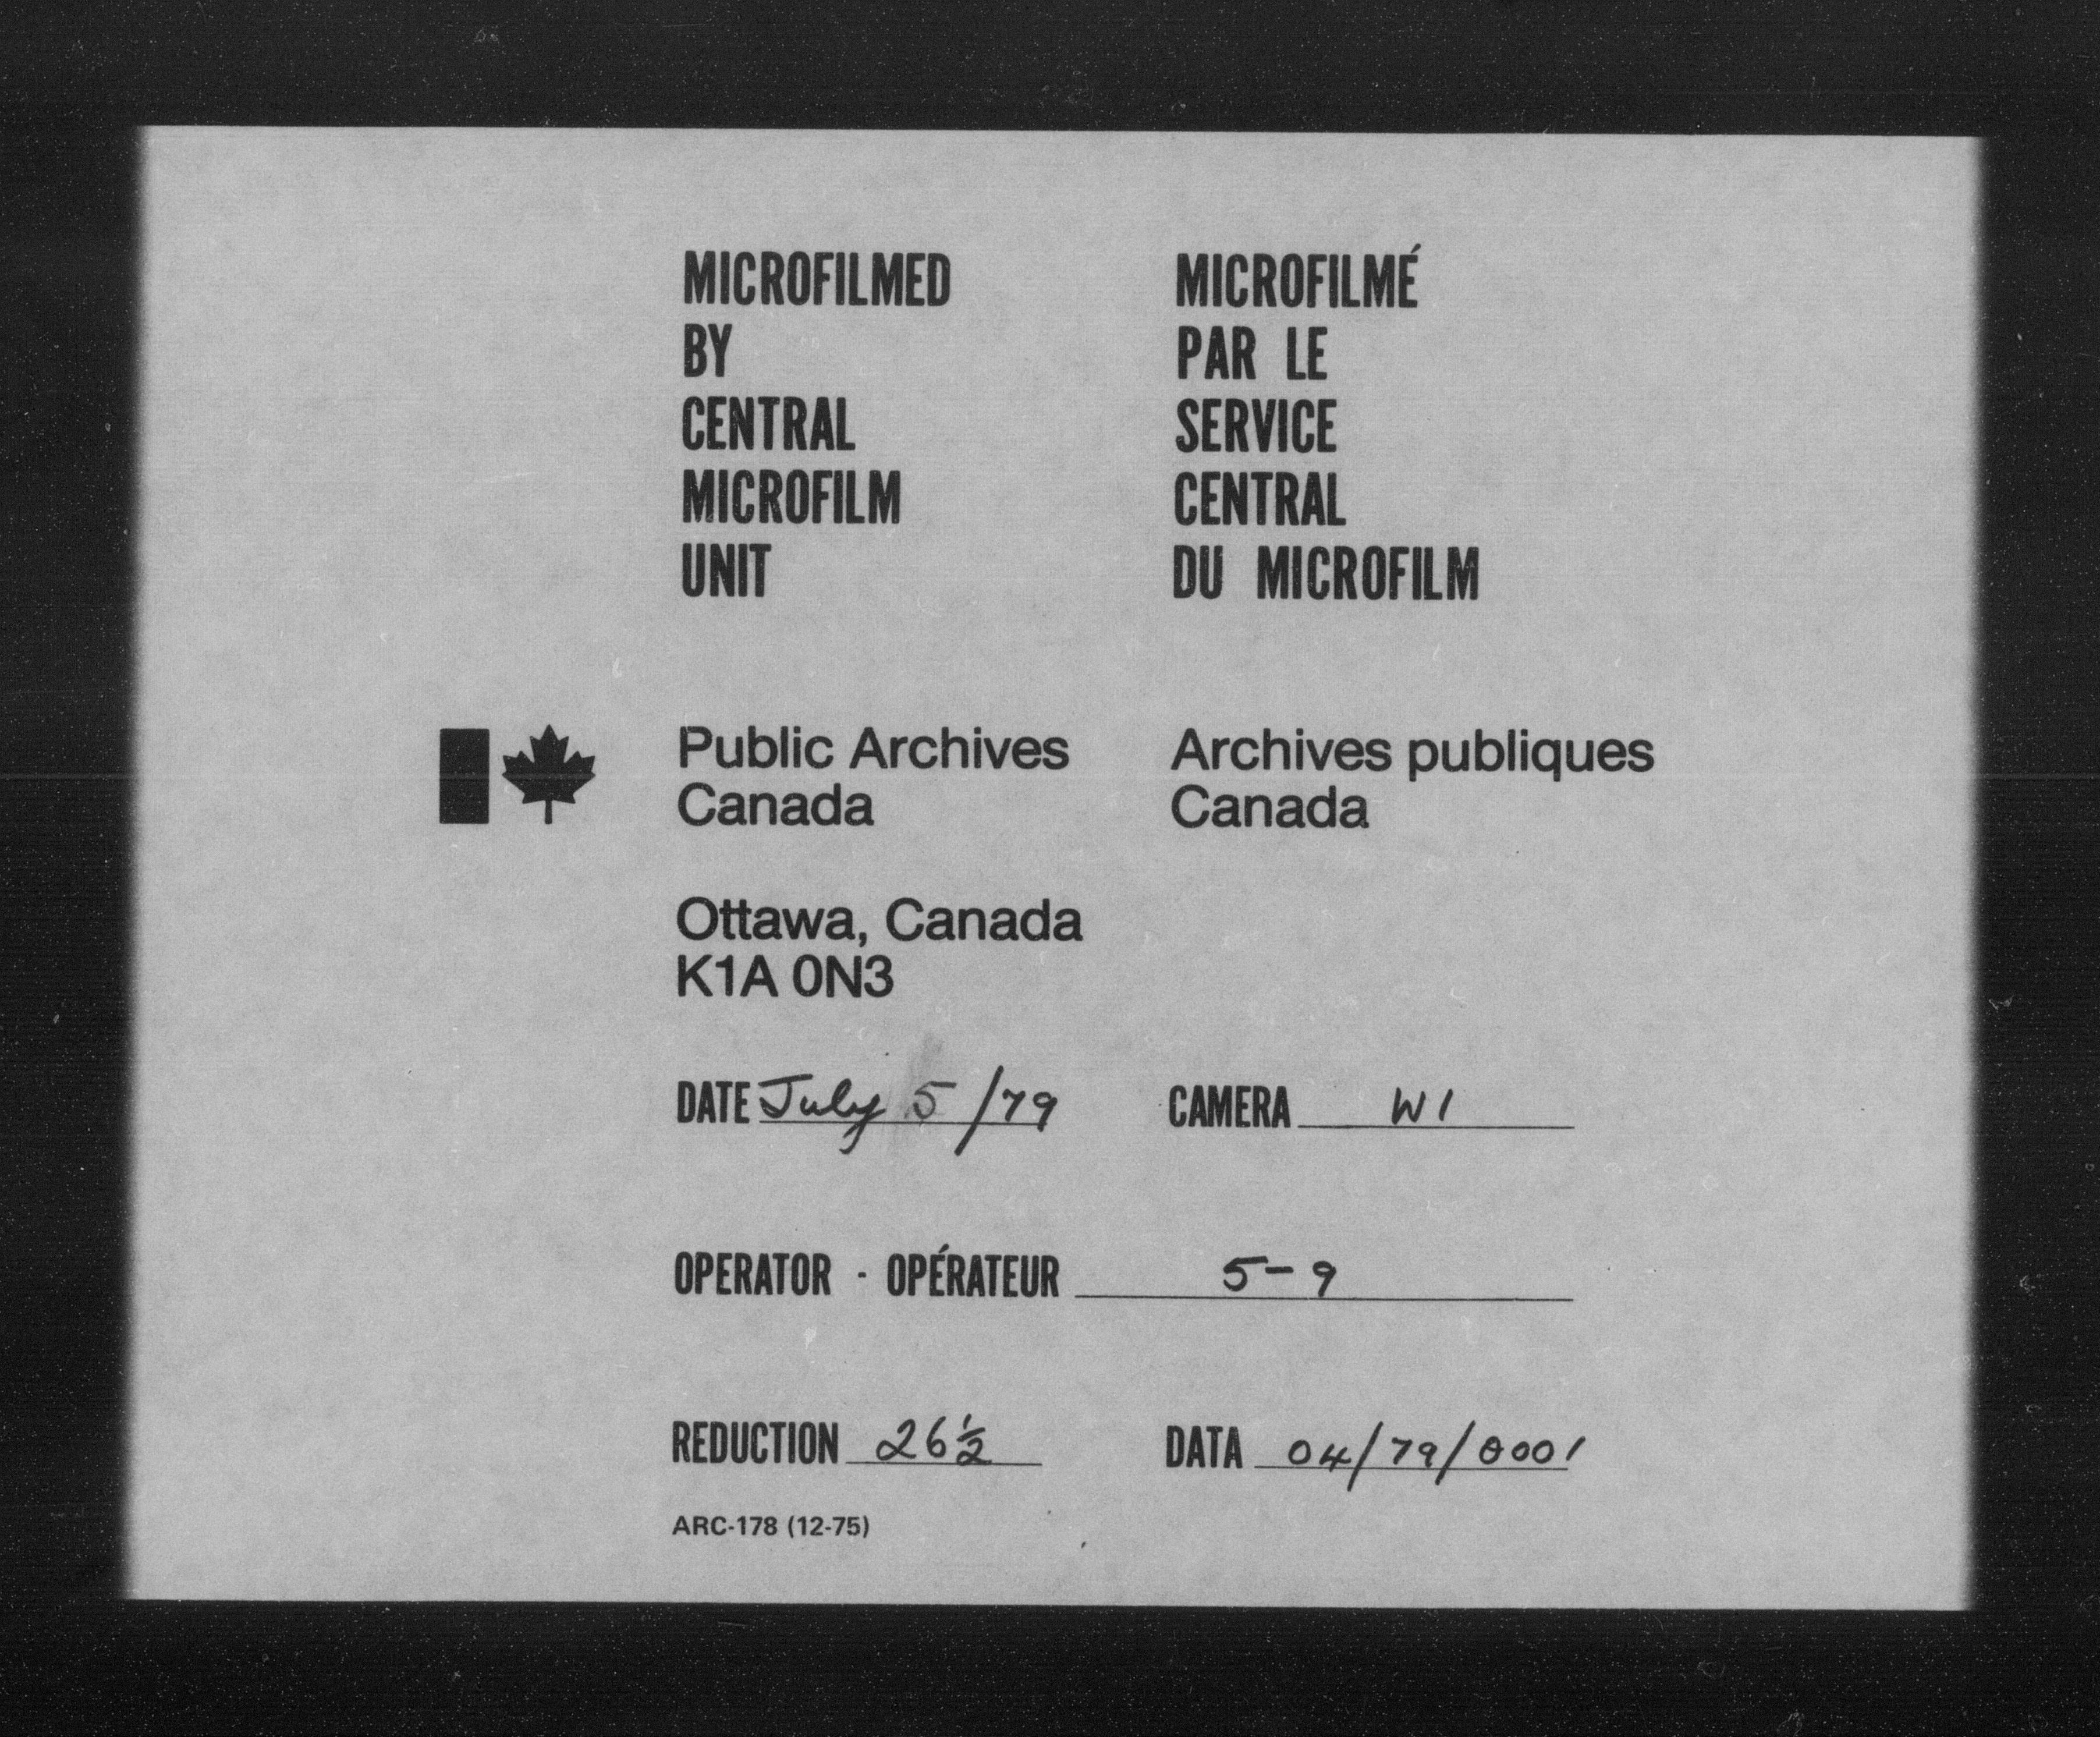 MICROFILMED
BY
CENTRAL
MICROFILM
UNIT
MICROFILMÉ
PAR LE
SERVICE
CENTRAL
DU MICROFILM
Public Archives
Canada
Archives publiques
Canada
Ottawa, Canada
K1A 0N3
DATE July 5/79
CAMERA W1
OPERATOR - OPÉRATEUR 5-9
REDUCTION 26½
DATA 04/79/0001
ARC-178 (12-75)